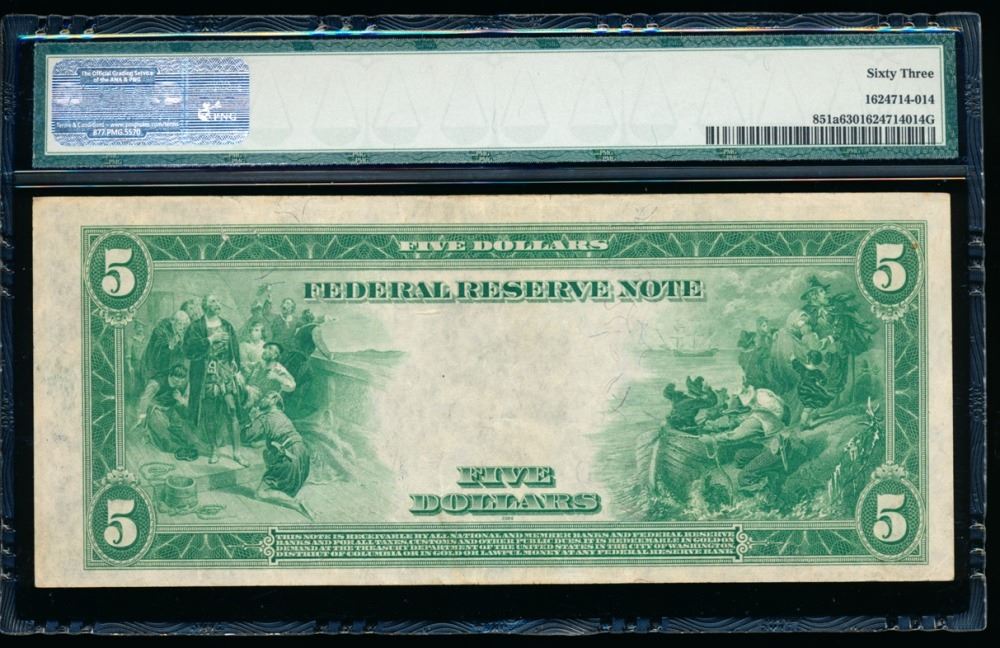 The Official Grading Service
of the ANA & PNG
PNG
877.PMG.5570
Sixty Three
1624714-014
851a6301624714014G
5
FIVE DOLLARS
5
FEDERAL RESERVE NOTE
FIVE
DOLLARS
5
THIS NOTE IS RECEIVABLE BY ALL NATIONAL AND MEMBER BANKS AND FEDERAL RESERVE
BANKS AND FOR ALL TAXES, CUSTOMS AND OTHER PUBLIC DUES. IT IS REDEEMABLE IN GOLD ON
DEMAND AT THE TREASURY DEPARTMENT OF THE UNITED STATES IN THE CITY OF WASHINGTON,
DISTRICT OF COLUMBIA OR IN GOLD OR LAWFUL MONEY AT ANY FEDERAL RESERVE BANK.
5